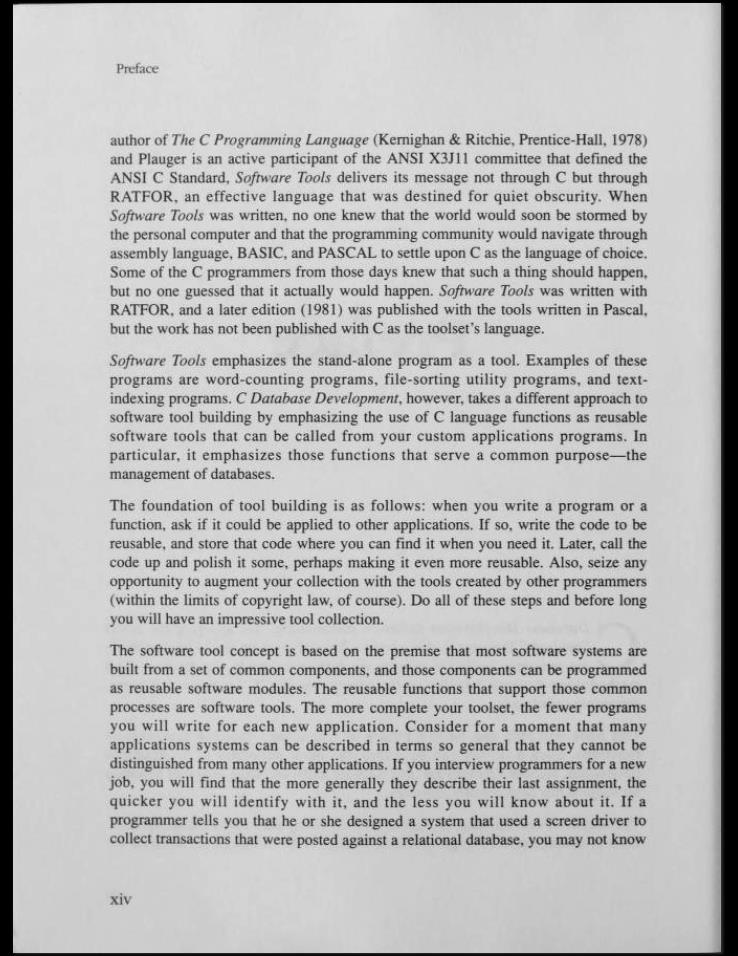 Preface
author of The C Programming Language (Kernighan & Ritchie, Prentice-Hall, 1978)
and Plauger is an active participant of the ANSI X3J11 committee that defined the
ANSI C Standard, Software Tools delivers its message not through C but through
RATFOR, an effective language that was destined for quiet obscurity. When
Software Tools was written, no one knew that the world would soon be stormed by
the personal computer and that the programming community would navigate through
assembly language, BASIC, and PASCAL to settle upon C as the language of choice.
Some of the C programmers from those days knew that such a thing should happen,
but no one guessed that it actually would happen. Software Tools was written with
RATFOR, and a later edition (1981) was published with the tools written in Pascal,
but the work has not been published with C as the toolset's language.
Software Tools emphasizes the stand-alone program as a tool. Examples of these
programs are word-counting programs, file-sorting utility programs, and text-
indexing programs. C Database Development, however, takes a different approach to
software tool building by emphasizing the use of C language functions as reusable
software tools that can be called from your custom applications programs. In
particular, it emphasizes those functions that serve a common purpose—the
management of databases.
The foundation of tool building is as follows: when you write a program or a
function, ask if it could be applied to other applications. If so, write the code to be
reusable, and store that code where you can find it when you need it. Later, call the
code up and polish it some, perhaps making it even more reusable. Also, seize any
opportunity to augment your collection with the tools created by other programmers
(within the limits of copyright law, of course). Do all of these steps and before long
you will have an impressive tool collection.
The software tool concept is based on the premise that most software systems are
built from a set of common components, and those components can be programmed
as reusable software modules. The reusable functions that support those common
processes are software tools. The more complete your toolset, the fewer programs
you will write for each new application. Consider for a moment that many
applications systems can be described in terms so general that they cannot be
distinguished from many other applications. If you interview programmers for a new
job, you will find that the more generally they describe their last assignment, the
quicker you will identify with it, and the less you will know about it. If a
programmer tells you that he or she designed a system that used a screen driver to
collect transactions that were posted against a relational database, you may not know
xiv